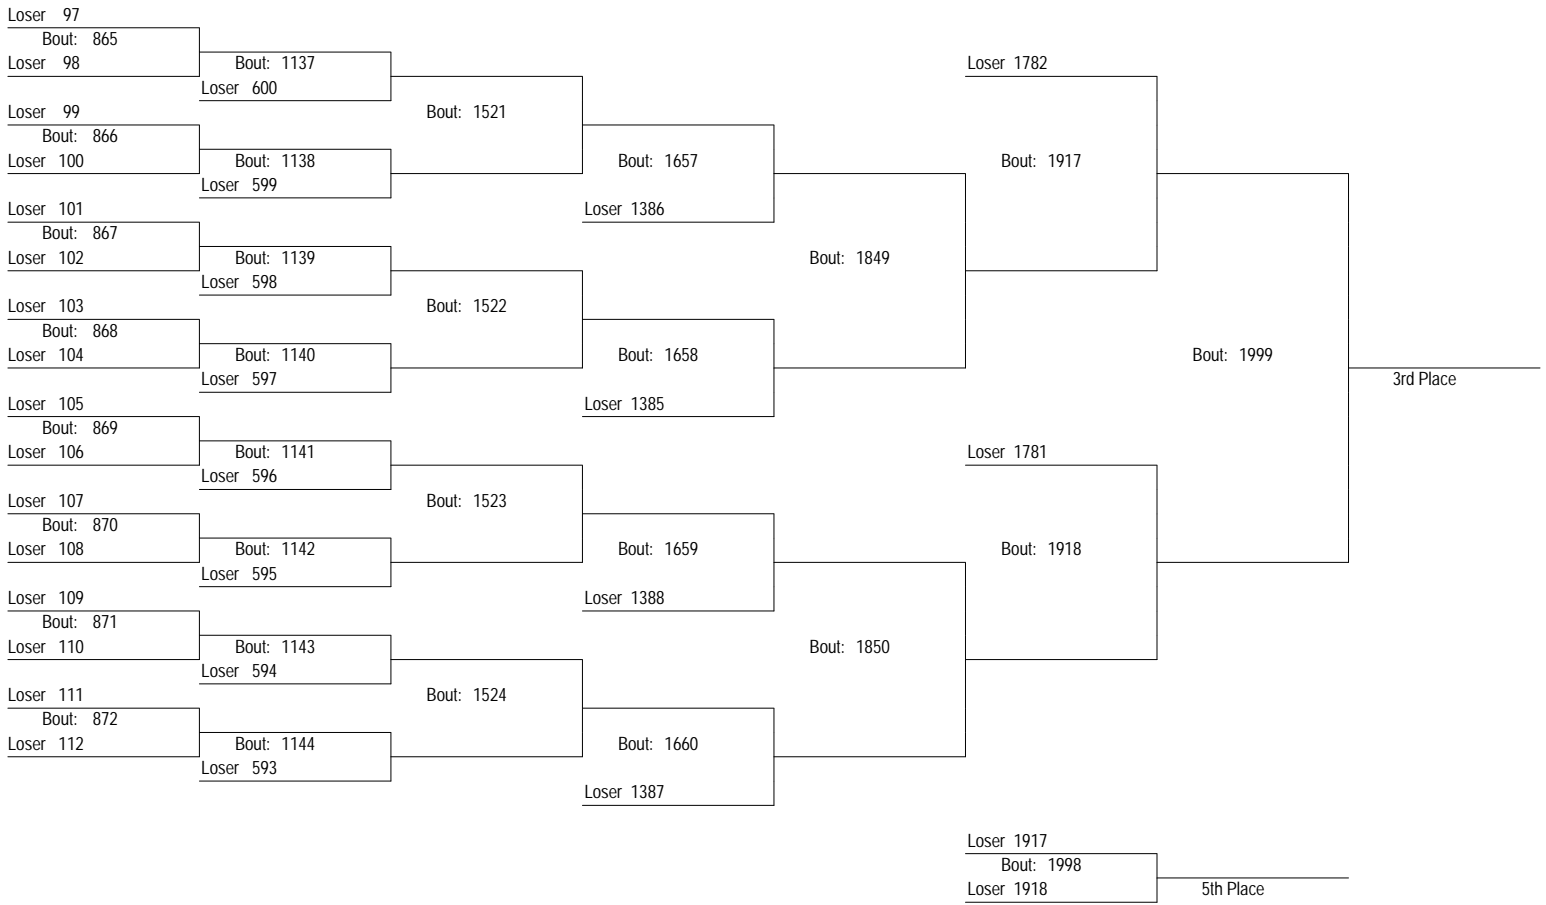 Loser 97
Bout: 865
Loser 98
Loser 99
Bout: 866
Loser 100
Loser 101
Bout: 867
Loser 102
Loser 103
Bout: 868
Loser 104
Loser 105
Bout: 869
Loser 106
Loser 107
Bout: 870
Loser 108
Loser 109
Bout: 871
Loser 110
Loser 111
Bout: 872
Loser 112
Bout: 1137
Loser 600
Bout: 1138
Loser 599
Bout: 1139
Loser 598
Bout: 1140
Loser 597
Bout: 1141
Loser 596
Bout: 1142
Loser 595
Bout: 1143
Loser 594
Bout: 1144
Loser 593
Bout: 1521
Bout: 1522
Bout: 1523
Bout: 1524
Bout: 1657
Loser 1386
Bout: 1658
Loser 1385
Bout: 1659
Loser 1388
Bout: 1660
Loser 1387
Bout: 1849
Bout: 1850
Loser 1782
Bout: 1917
Loser 1781
Bout: 1918
Bout: 1999
3rd Place
Loser 1917
Bout: 1998
Loser 1918
5th Place